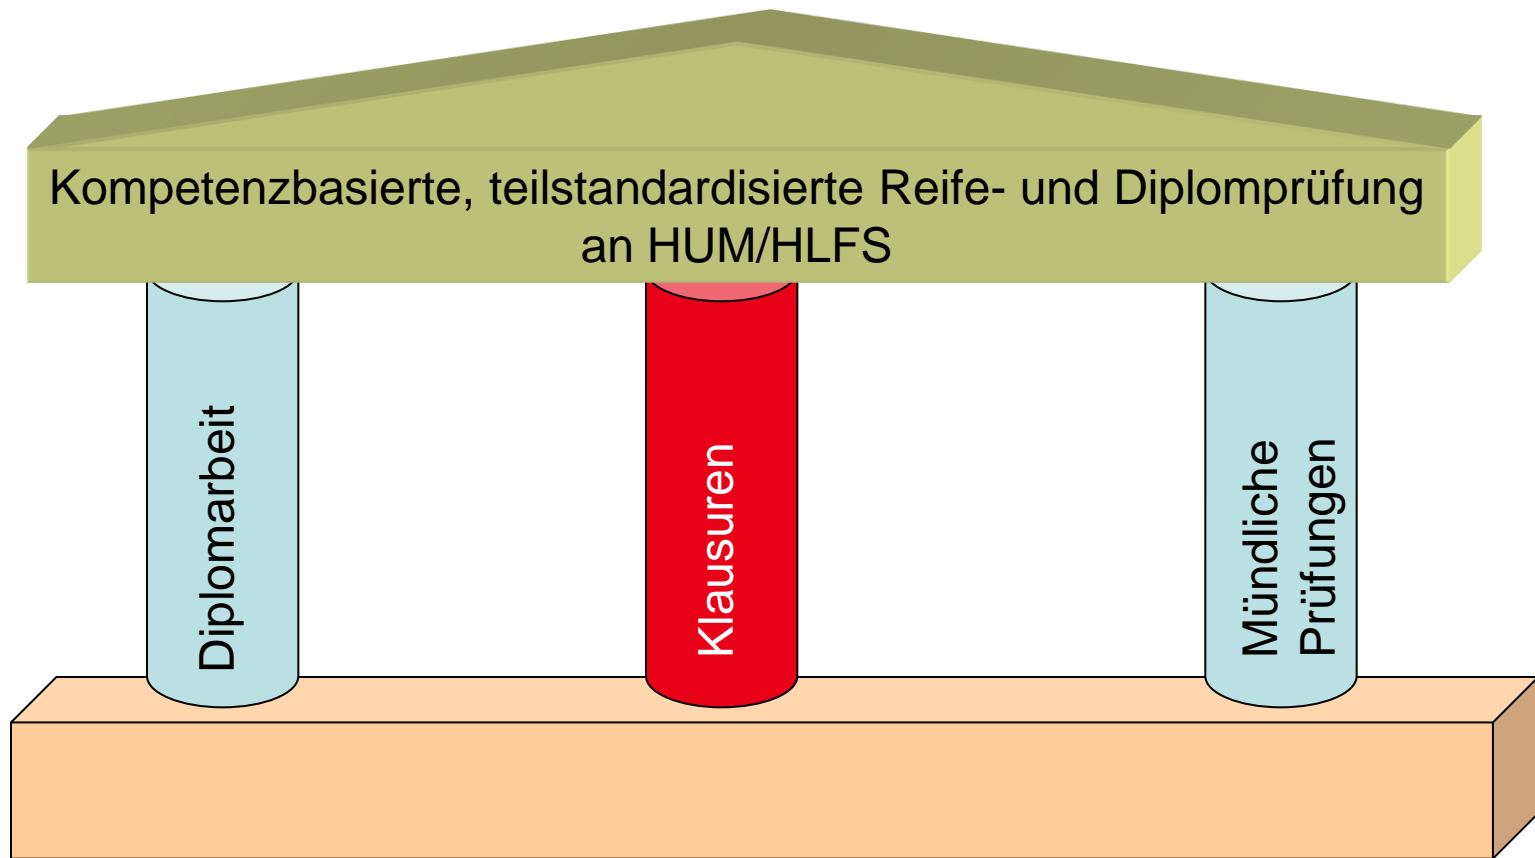 Kompetenzbasierte, teilstandardisierte Reife- und Diplomprüfung
an HUM/HLFS
Diplomarbeit
Klausuren
Mündliche
Prüfungen